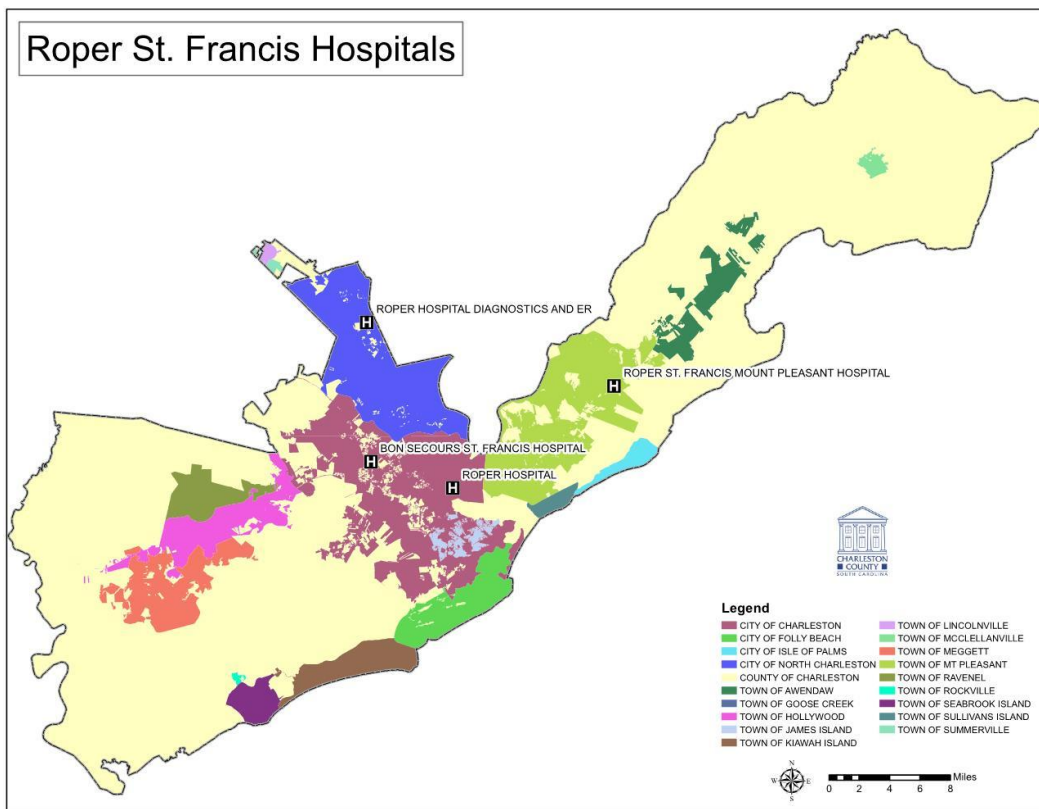 Roper St. Francis Hospitals
ROPER HOSPITAL DIAGNOSTICS AND ER
ROPER ST. FRANCIS MOUNT PLEASANT HOSPITAL
BON SECOURS ST. FRANCIS HOSPITAL
ROPER HOSPITAL
H
H
H
H
CHARLESTON
COUNTY
SOUTH CAROLINA
Legend
CITY OF CHARLESTON
CITY OF FOLLY BEACH
CITY OF ISLE OF PALMS
CITY OF NORTH CHARLESTON
COUNTY OF CHARLESTON
TOWN OF AWENDAW
TOWN OF GOOSE CREEK
TOWN OF HOLLYWOOD
TOWN OF JAMES ISLAND
TOWN OF KIAWAH ISLAND
TOWN OF LINCOLNVILLE
TOWN OF MCCLELLANVILLE
TOWN OF MEGGETT
TOWN OF MT PLEASANT
TOWN OF RAVENEL
TOWN OF ROCKVILLE
TOWN OF SEABROOK ISLAND
TOWN OF SULLIVANS ISLAND
TOWN OF SUMMERVILLE
N
W E
S
Miles
0 2 4 8